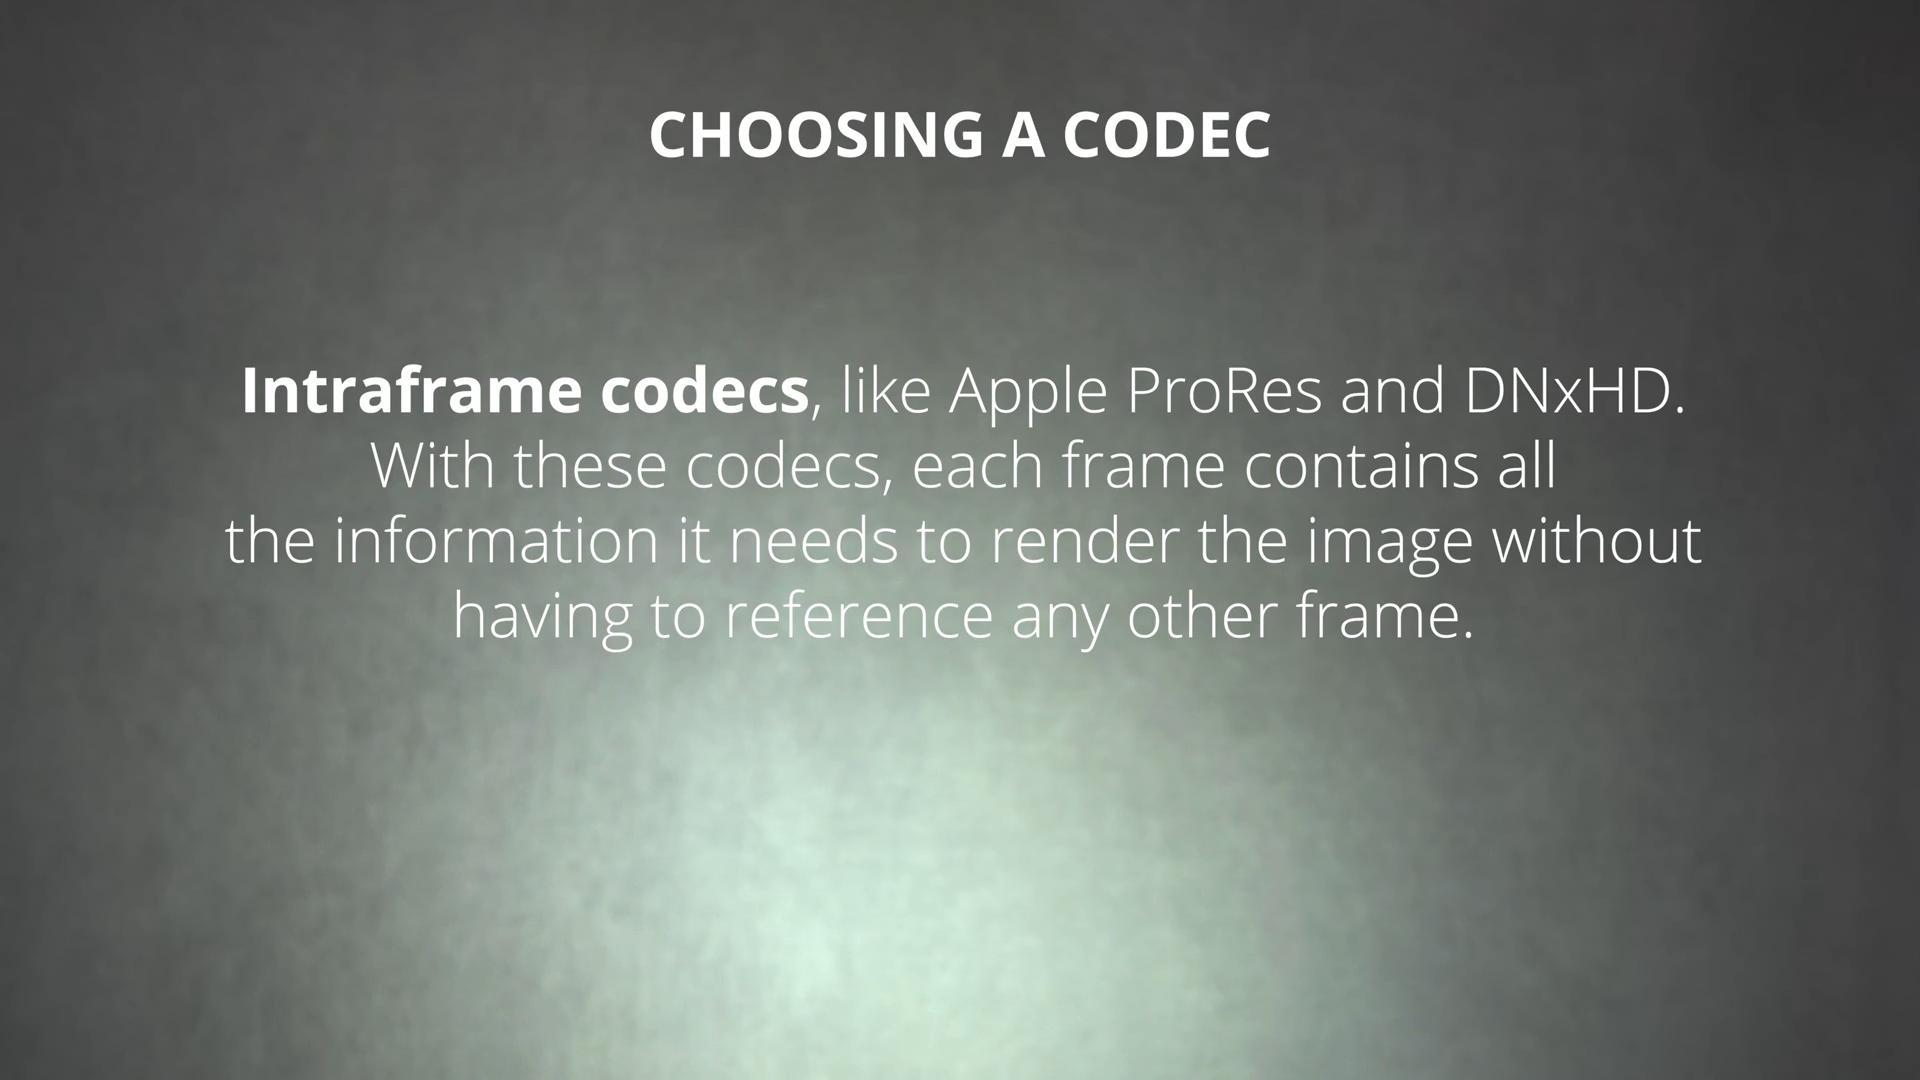 CHOOSING A CODEC
Intraframe codecs, like Apple ProRes and DNxHD.
With these codecs, each frame contains all
the information it needs to render the image without
having to reference any other frame.